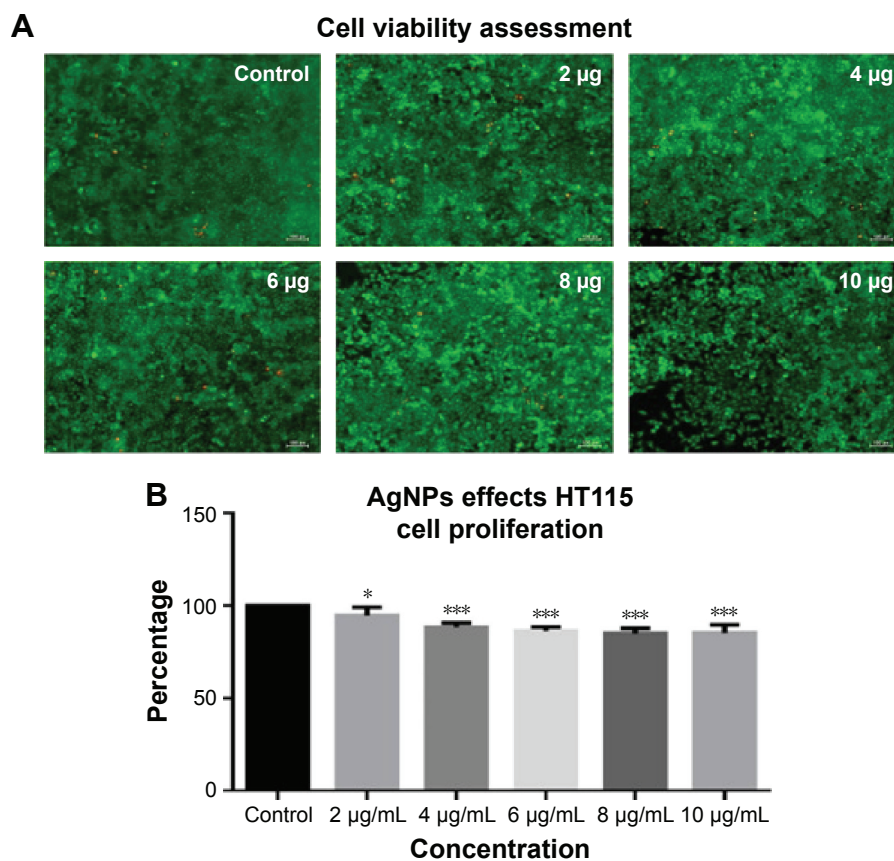 A
Cell viability assessment
Control
2 µg
4 µg
6 µg
8 µg
10 µg
B
AgNPs effects HT115
cell proliferation
Percentage
150
100
50
0
*
***
***
***
***
Control
2 µg/mL
4 µg/mL
6 µg/mL
8 µg/mL
10 µg/mL
Concentration